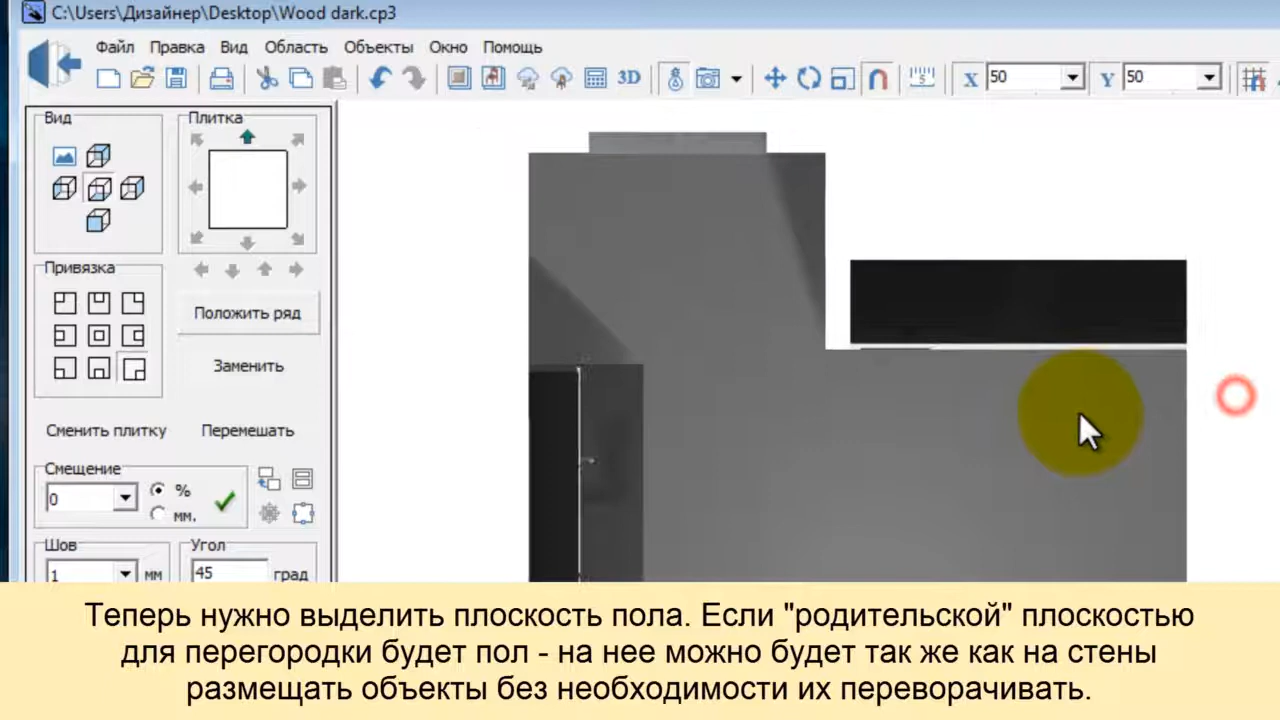 C:\Users\Дизайнер\Desktop\Wood dark.cp3
Файл Правка Вид Область Объекты Окно Помощь
3D X 50 Y 50
Вид Плитка
Привязка
Положить ряд
Заменить
Сменить плитку Перемешать
Смещение
0 %
мм.
Шов Угол
1 мм 45 град
Теперь нужно выделить плоскость пола. Если "родительской" плоскостью
для перегородки будет пол - на нее можно будет так же как на стены
размещать объекты без необходимости их переворачивать.